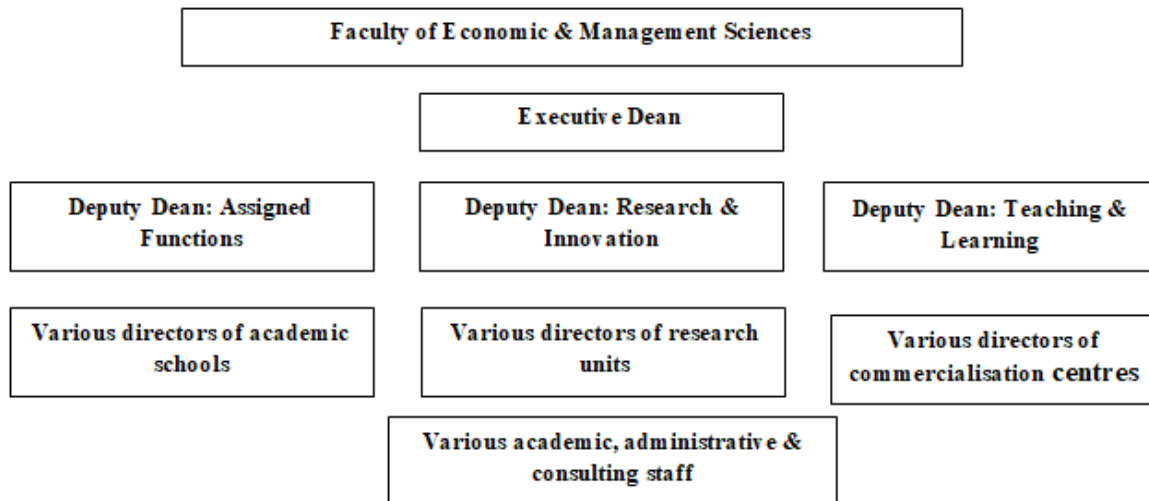 Faculty of Economic & Management Sciences
Executive Dean
Deputy Dean: Assigned
Functions
Deputy Dean: Research &
Innovation
Deputy Dean: Teaching &
Learning
Various directors of academic
schools
Various directors of research
units
Various directors of
commercialisation centres
Various academic, administrative &
consulting staff